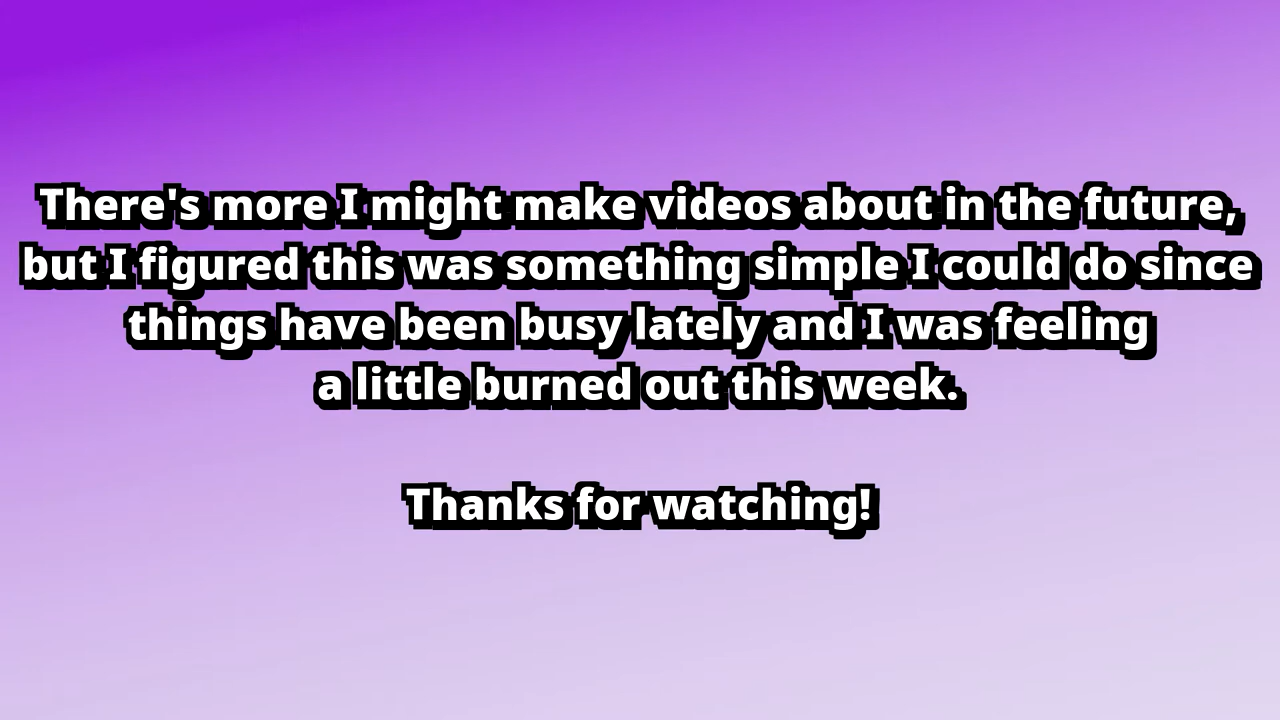 There's more I might make videos about in the future,
but I figured this was something simple I could do since
things have been busy lately and I was feeling
a little burned out this week.
Thanks for watching!